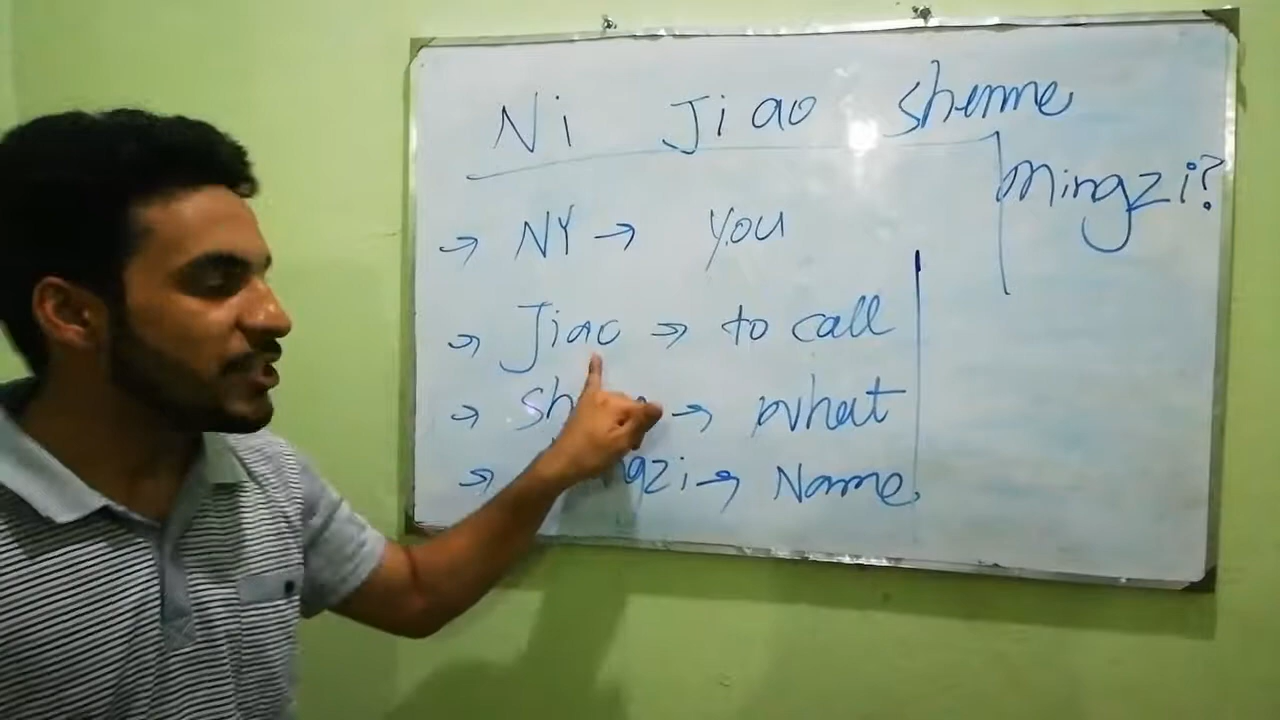 Ni Jiao shenme
Mingzi?
→ NY → you
→ Jiao → to call
→ → what
→ → Name